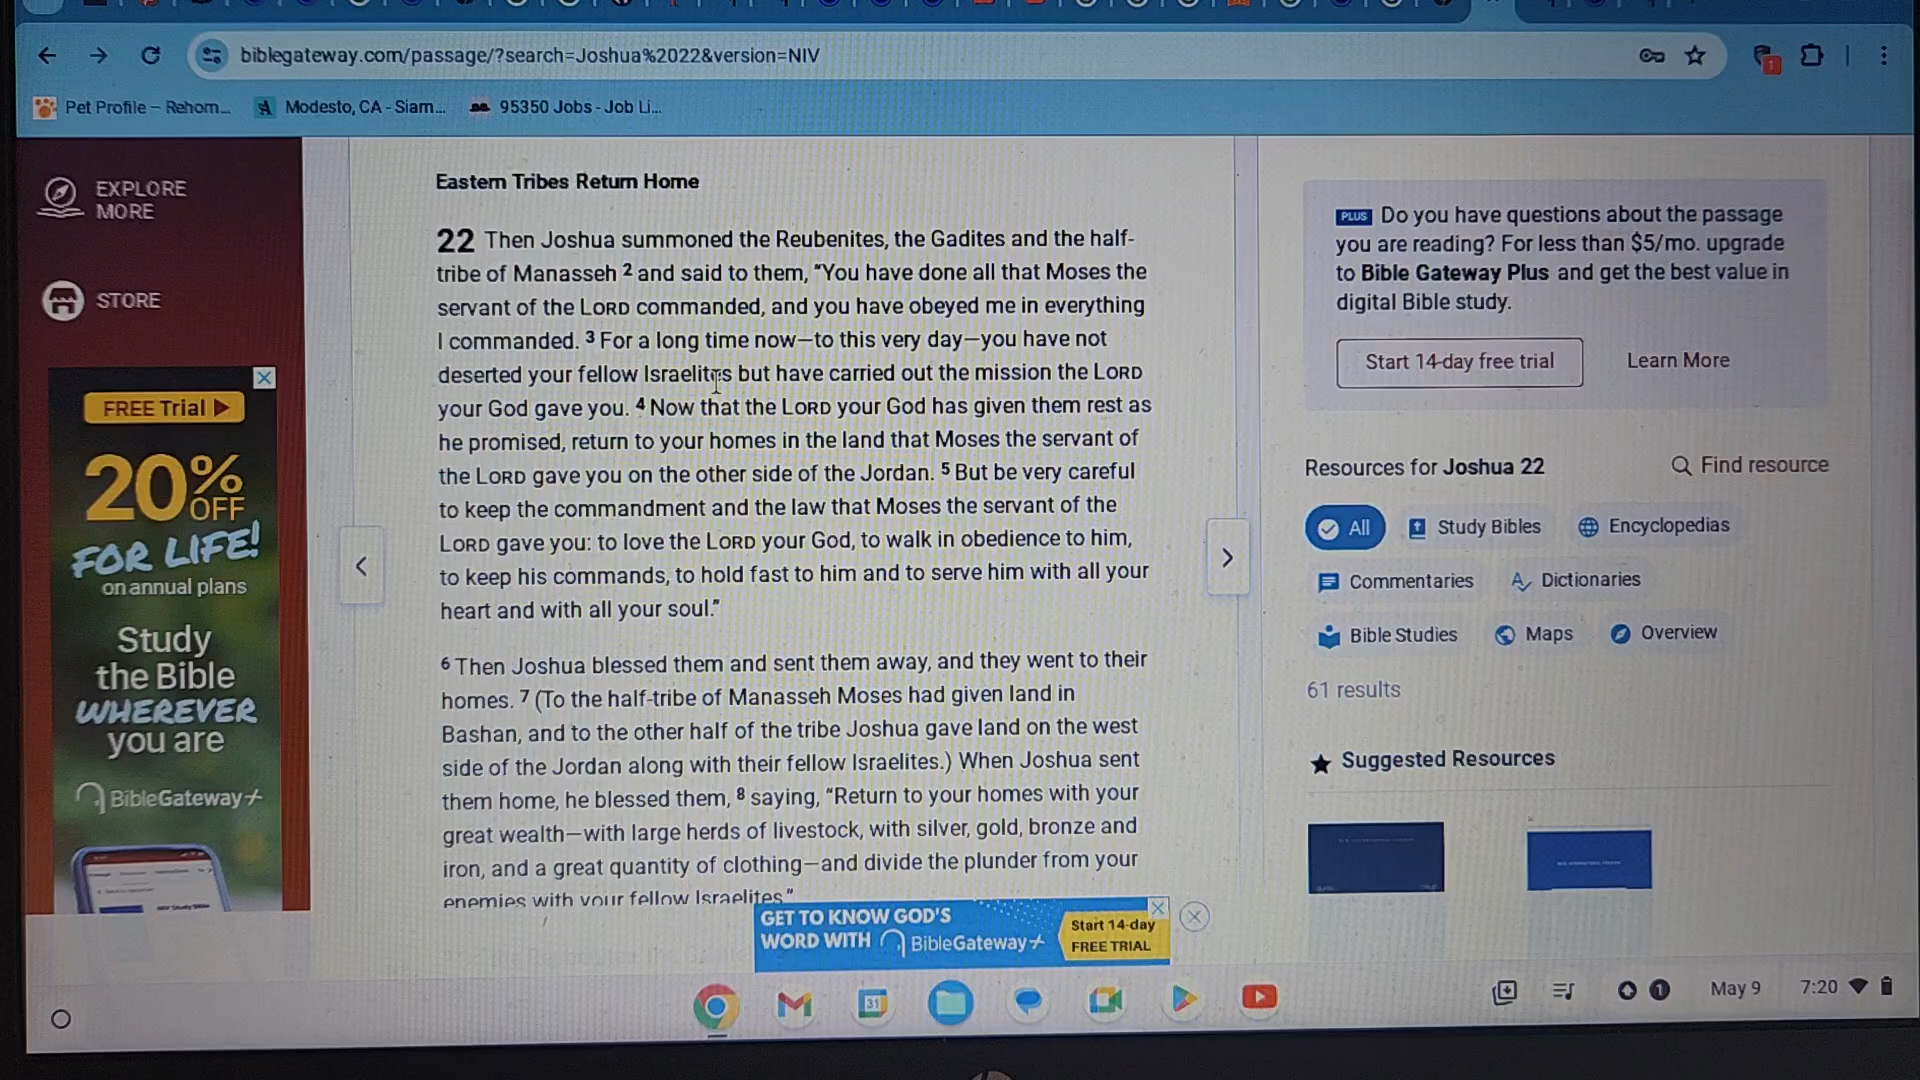 biblegateway.com/passage/?search=Joshua%2022&version=NIV
1
Pet Profile – Rehom...
Modesto, CA - Siam...
95350 Jobs - Job Li...
EXPLORE
MORE
STORE
FREE Trial
20%
OFF
FOR LIFE!
on annual plans
Study
the Bible
WHEREVER
you are
BibleGateway+
Eastern Tribes Return Home
22 Then Joshua summoned the Reubenites, the Gadites and the half-
tribe of Manasseh 2 and said to them, “You have done all that Moses the
servant of the LORD commanded, and you have obeyed me in everything
I commanded. 3 For a long time now—to this very day—you have not
deserted your fellow Israelites but have carried out the mission the LORD
your God gave you. 4 Now that the LORD your God has given them rest as
he promised, return to your homes in the land that Moses the servant of
the LORD gave you on the other side of the Jordan. 5 But be very careful
to keep the commandment and the law that Moses the servant of the
LORD gave you: to love the LORD your God, to walk in obedience to him,
to keep his commands, to hold fast to him and to serve him with all your
heart and with all your soul.”
6 Then Joshua blessed them and sent them away, and they went to their
homes. 7 (To the half-tribe of Manasseh Moses had given land in
Bashan, and to the other half of the tribe Joshua gave land on the west
side of the Jordan along with their fellow Israelites.) When Joshua sent
them home, he blessed them, 8 saying, “Return to your homes with your
great wealth—with large herds of livestock, with silver, gold, bronze and
iron, and a great quantity of clothing—and divide the plunder from your
enemies with your fellow Israelites.”
GET TO KNOW GOD'S
WORD WITH BibleGateway+
Start 14-day
FREE TRIAL
PLUS Do you have questions about the passage
you are reading? For less than $5/mo. upgrade
to Bible Gateway Plus and get the best value in
digital Bible study.
Start 14-day free trial
Learn More
Resources for Joshua 22
Find resource
All
Study Bibles
Encyclopedias
Commentaries
Dictionaries
Bible Studies
Maps
Overview
61 results
Suggested Resources
31
1
May 9
7:20